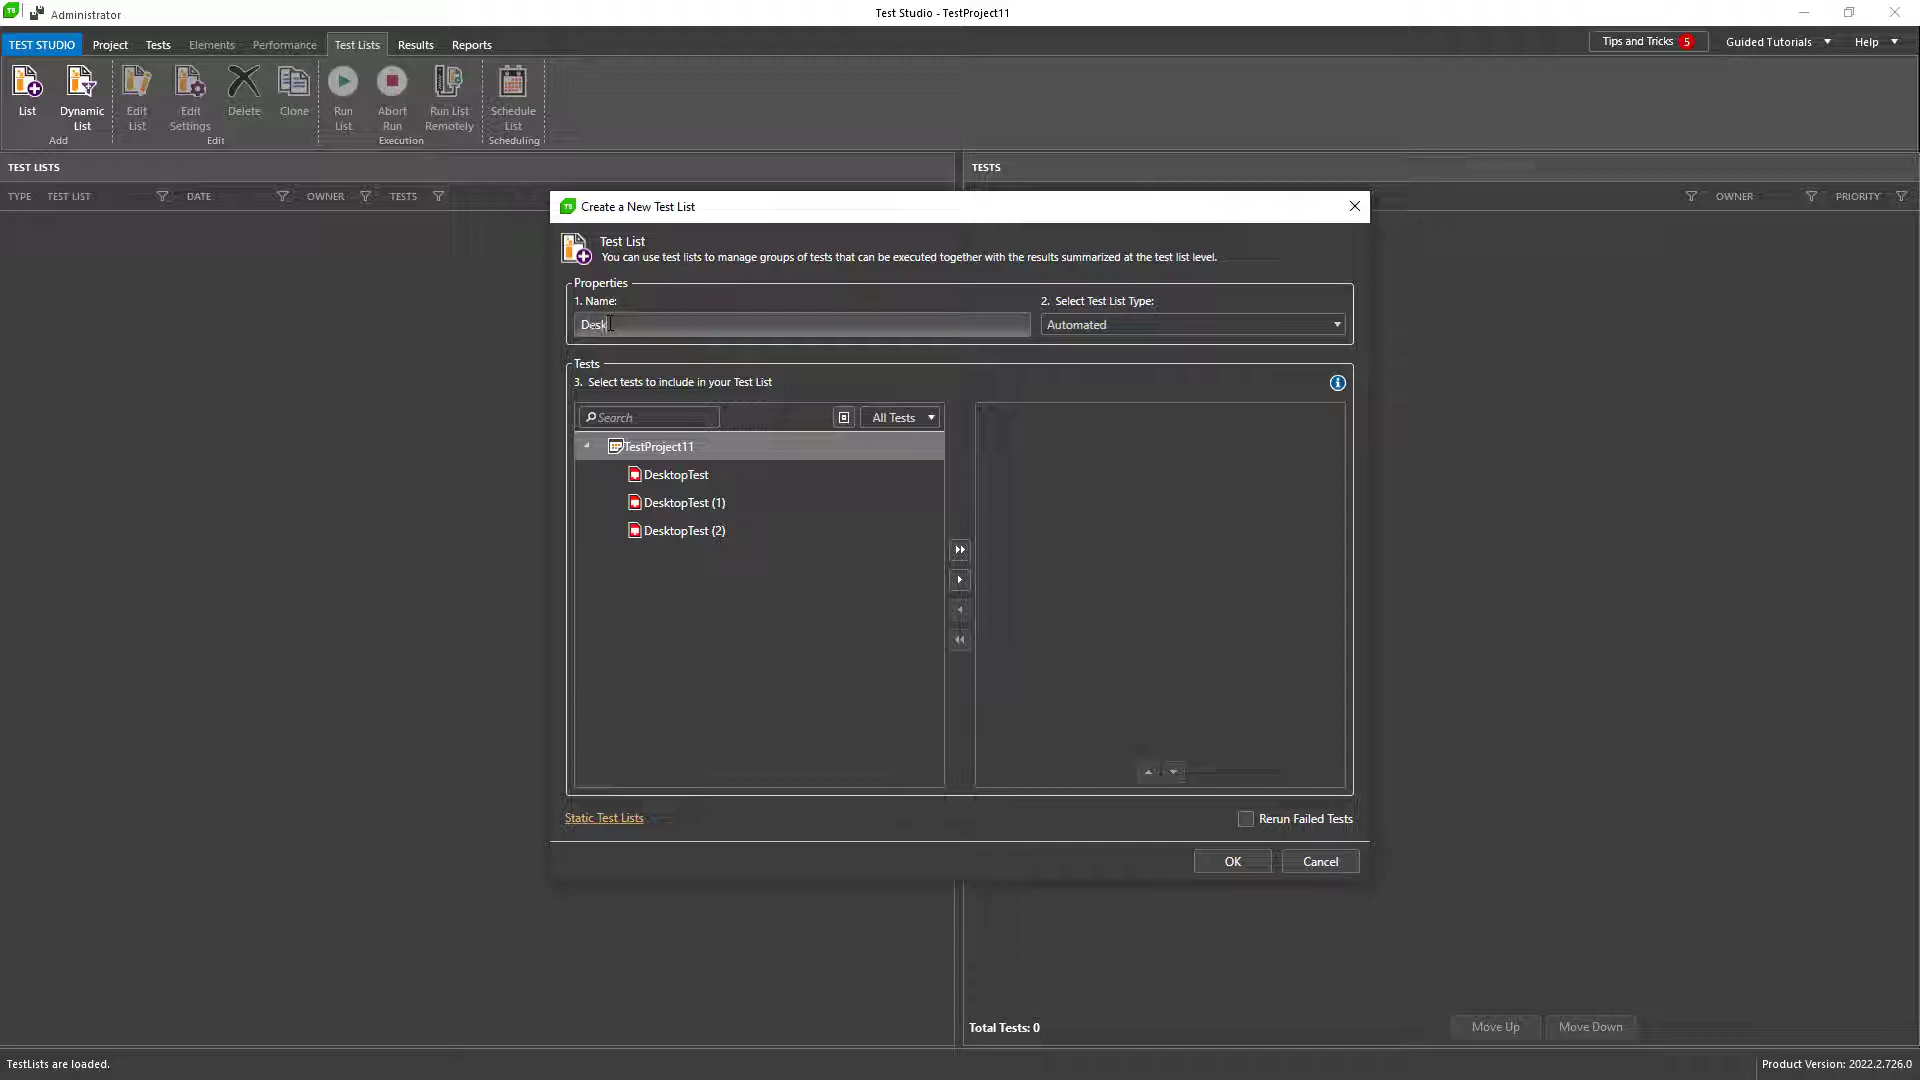 Administrator
Test Studio - TestProject11
TEST STUDIO Project Tests Elements Performance Test Lists Results Reports
Tips and Tricks 5 Guided Tutorials Help
List
Dynamic List
Add
Edit List
Edit Settings
Delete
Clone
Edit
Run List
Abort Run
Run List Remotely
Execution
Schedule List
Scheduling
TEST LISTS
TYPE TEST LIST DATE OWNER TESTS
TESTS
OWNER PRIORITY
TS Create a New Test List
Test List
You can use test lists to manage groups of tests that can be executed together with the results summarized at the test list level.
Properties
1. Name: 2. Select Test List Type:
Desk Automated
Tests
3. Select tests to include in your Test List
Search All Tests
TestProject11
DesktopTest
DesktopTest (1)
DesktopTest (2)
Static Test Lists Rerun Failed Tests
OK Cancel
Total Tests: 0 Move Up Move Down
TestLists are loaded. Product Version: 2022.2.726.0